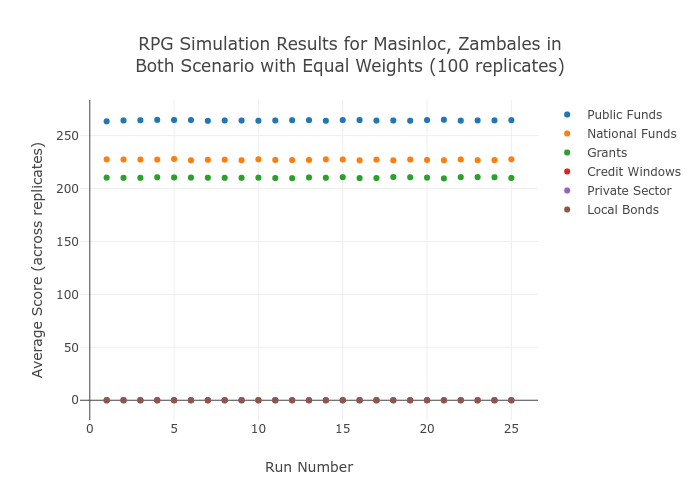 RPG Simulation Results for Masinloc, Zambales in
Both Scenario with Equal Weights (100 replicates)
Public Funds
National Funds
Grants
Credit Windows
Private Sector
Local Bonds
Average Score (across replicates)
250
200
150
100
50
0
0 5 10 15 20 25
Run Number